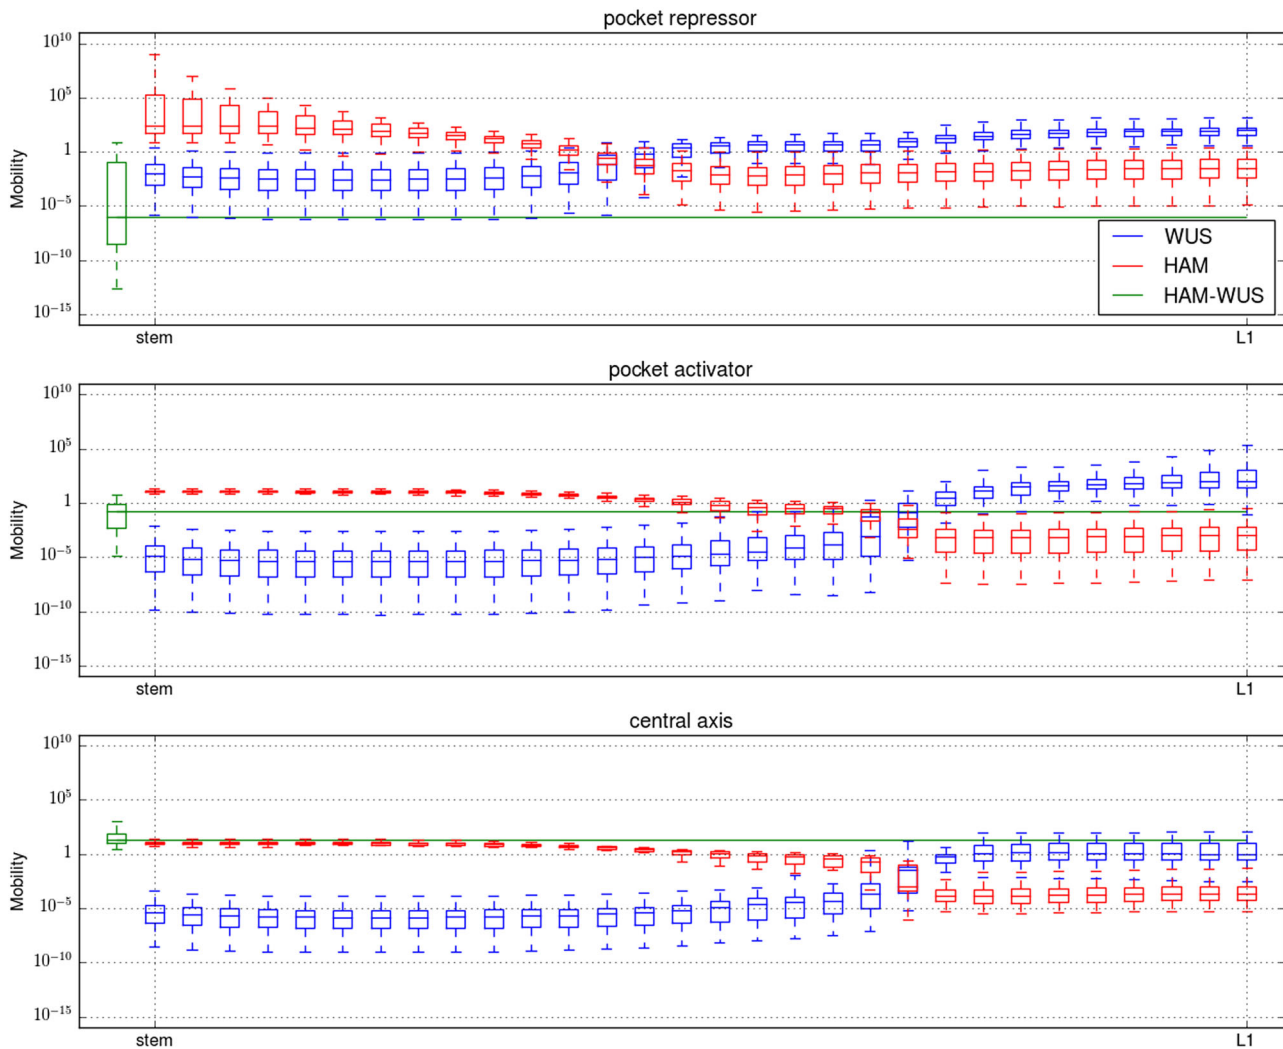 pocket repressor
10^10
10^5
1
10^-5
10^-10
10^-15
Mobility
WUS
HAM
HAM-WUS
stem L1
pocket activator
10^10
10^5
1
10^-5
10^-10
10^-15
Mobility
stem L1
central axis
10^10
10^5
1
10^-5
10^-10
10^-15
Mobility
stem L1